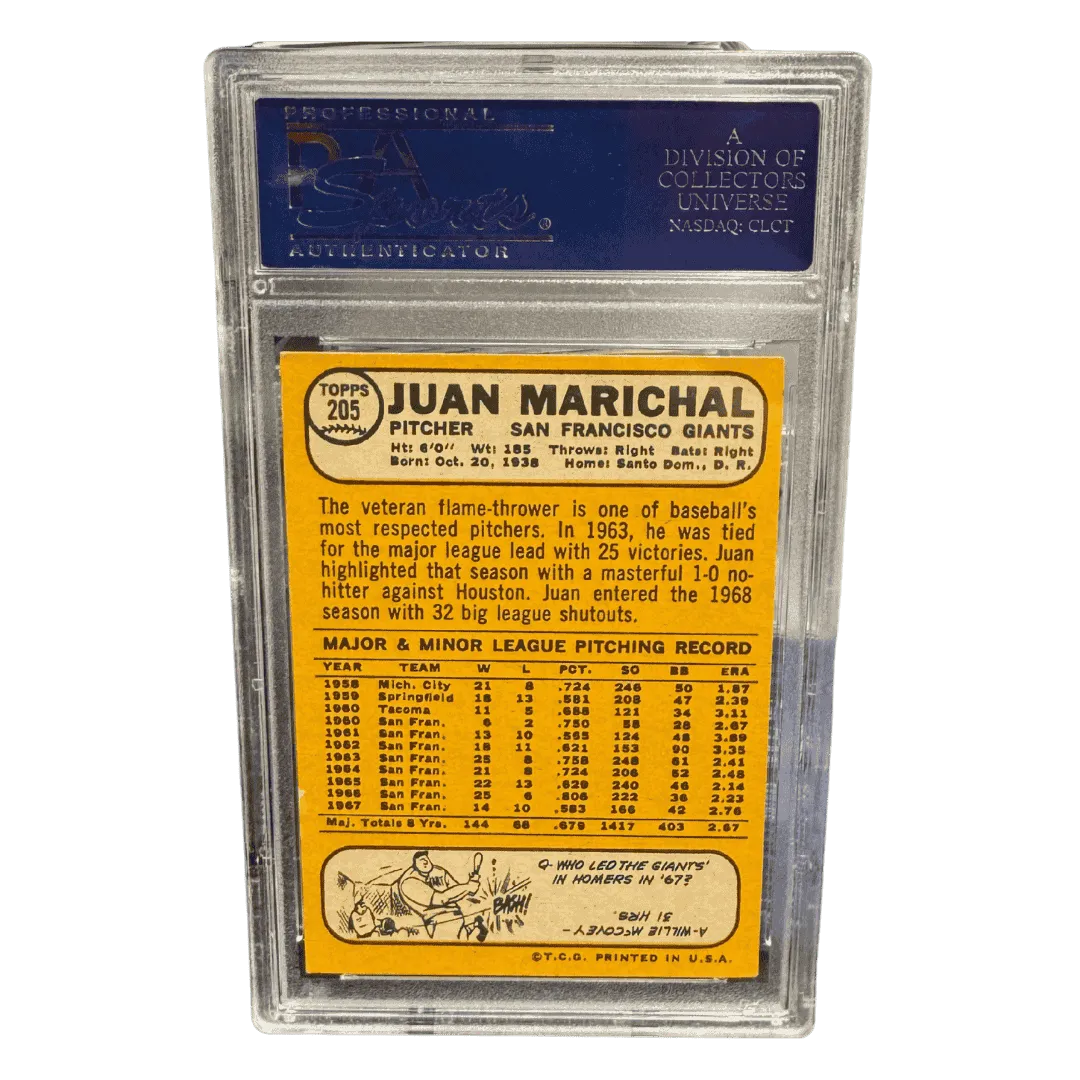 PROFESSIONAL
PSA
Sports®
AUTHENTICATOR
A
DIVISION OF
COLLECTORS
UNIVERSE
NASDAQ: CLCT
TOPPS
205
JUAN MARICHAL
PITCHER SAN FRANCISCO GIANTS
Ht: 6'0" Wt: 185 Throws: Right Bats: Right
Born: Oct. 20, 1938 Home: Santo Dom., D. R.
The veteran flame-thrower is one of baseball's
most respected pitchers. In 1963, he was tied
for the major league lead with 25 victories. Juan
highlighted that season with a masterful 1-0 no-
hitter against Houston. Juan entered the 1968
season with 32 big league shutouts.
MAJOR & MINOR LEAGUE PITCHING RECORD
YEAR TEAM W L PCT. SO BB ERA
1958 Mich. City 21 8 .724 246 50 1.87
1959 Springfield 18 13 .581 208 47 2.39
1960 Tacoma 11 5 .688 121 34 3.11
1960 San Fran. 6 2 .750 58 28 2.67
1961 San Fran. 13 10 .565 124 48 3.89
1962 San Fran. 18 11 .621 153 90 3.35
1963 San Fran. 25 8 .758 248 61 2.41
1964 San Fran. 21 8 .724 206 52 2.48
1965 San Fran. 22 13 .629 240 46 2.14
1966 San Fran. 25 6 .806 222 36 2.23
1967 San Fran. 14 10 .583 166 42 2.76
Maj. Totals 8 Yrs. 144 68 .679 1417 403 2.67
Q-WHO LED THE GIANTS'
IN HOMERS IN '67?
BASH!
A-WILLIE McCOVEY-
31 HRS.
©T.C.G. PRINTED IN U.S.A.